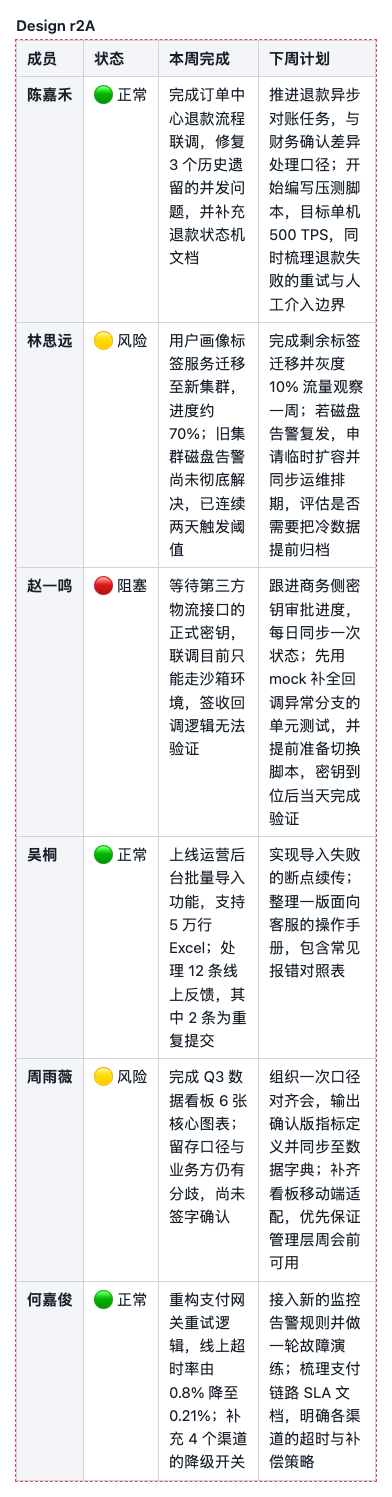 Design r2A
成员 状态 本周完成 下周计划
陈嘉禾
🟢 正常
完成订单中
心退款流程
联调，修复
3 个历史遗
留的并发问
题，并补充
退款状态机
文档
推进退款异步
对账任务，与
财务确认差异
处理口径；开
始编写压测脚
本，目标单机
500 TPS，同
时梳理退款失
败的重试与人
工介入边界
林思远
🟡 风险
用户画像标
签服务迁移
至新集群，
进度约
70%；旧集
群磁盘告警
尚未彻底解
决，已连续
两天触发阈
值
完成剩余标签
迁移并灰度
10% 流量观察
一周；若磁盘
告警复发，申
请临时扩容并
同步运维排
期，评估是否
需要把冷数据
提前归档
赵一鸣
🔴 阻塞
等待第三方
物流接口的
正式密钥，
联调目前只
能走沙箱环
境，签收回
调逻辑无法
验证
跟进商务侧密
钥审批进度，
每日同步一次
状态；先用
mock 补全回
调异常分支的
单元测试，并
提前准备切换
脚本，密钥到
位后当天完成
验证
吴桐
🟢 正常
上线运营后
台批量导入
功能，支持
5 万行
Excel；处
理 12 条线
上反馈，其
中 2 条为重
复提交
实现导入失败
的断点续传；
整理一版面向
客服的操作手
册，包含常见
报错对照表
周雨薇
🟡 风险
完成 Q3 数
据看板 6 张
核心图表；
留存口径与
业务方仍有
分歧，尚未
签字确认
组织一次口径
对齐会，输出
确认版指标定
义并同步至数
据字典；补齐
看板移动端适
配，优先保证
管理层周会前
可用
何嘉俊
🟢 正常
重构支付网
关重试逻
辑，线上超
时率由
0.8% 降至
0.21%；补
充 4 个渠道
的降级开关
接入新的监控
告警规则并做
一轮故障演
练；梳理支付
链路 SLA 文
档，明确各渠
道的超时与补
偿策略